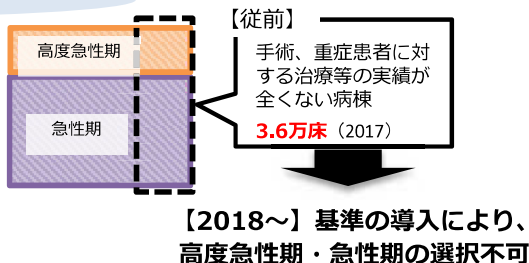 【従前】
高度急性期
急性期
手術、重症患者に対
する治療等の実績が
全くない病棟
3.6万床（2017）
【2018～】基準の導入により、
高度急性期・急性期の選択不可